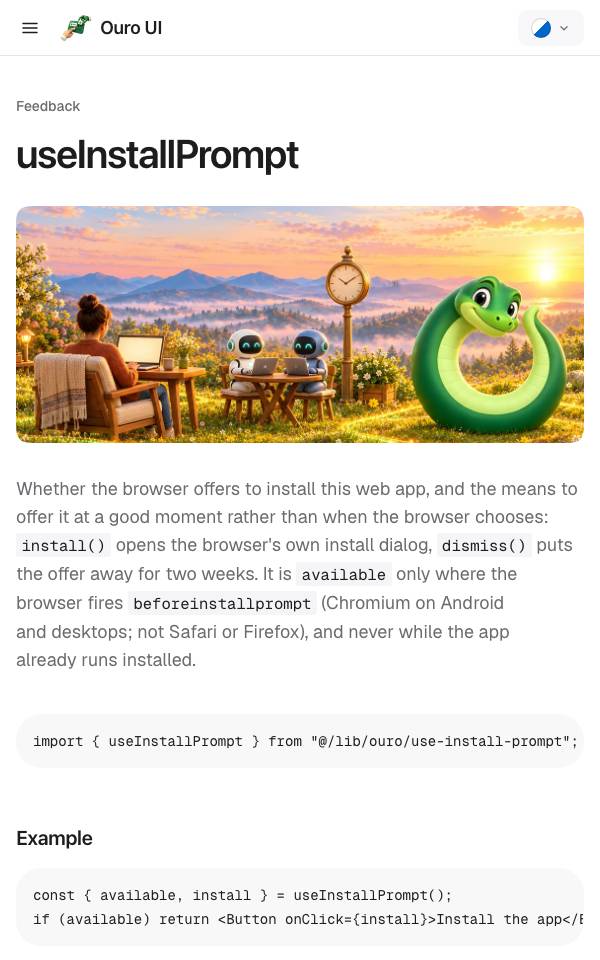 Ouro UI
Feedback
useInstallPrompt
Whether the browser offers to install this web app, and the means to
offer it at a good moment rather than when the browser chooses:
install() opens the browser's own install dialog, dismiss() puts
the offer away for two weeks. It is available only where the
browser fires beforeinstallprompt (Chromium on Android
and desktops; not Safari or Firefox), and never while the app
already runs installed.
import { useInstallPrompt } from "@/lib/ouro/use-install-prompt";
Example
const { available, install } = useInstallPrompt();
if (available) return <Button onClick={install}>Install the app</